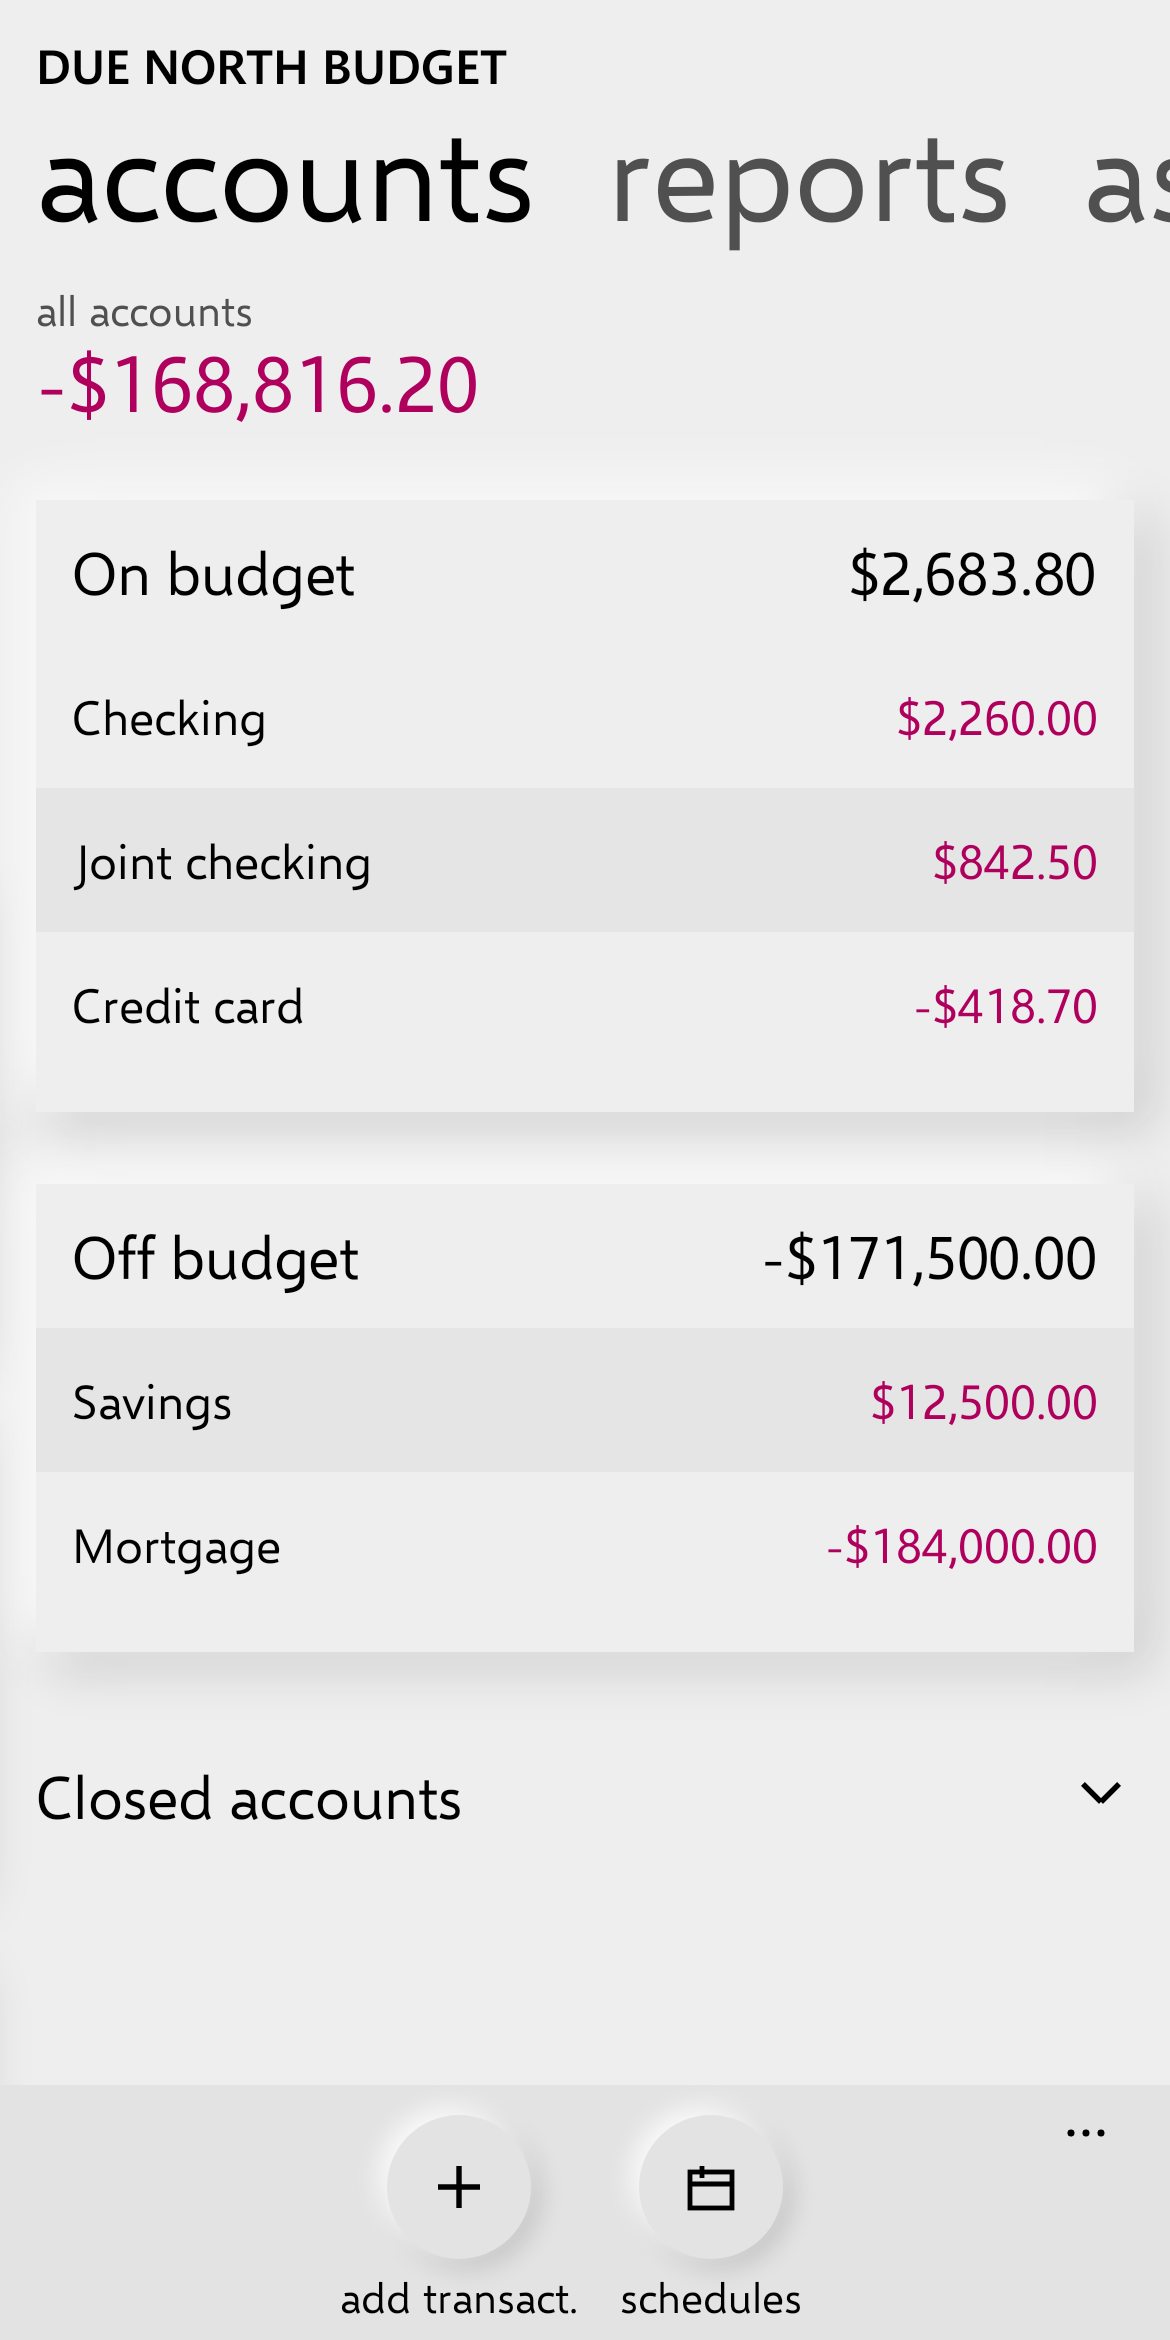 DUE NORTH BUDGET
accounts reports as
all accounts
-$168,816.20
On budget $2,683.80
Checking $2,260.00
Joint checking $842.50
Credit card -$418.70
Off budget -$171,500.00
Savings $12,500.00
Mortgage -$184,000.00
Closed accounts
add transact. schedules